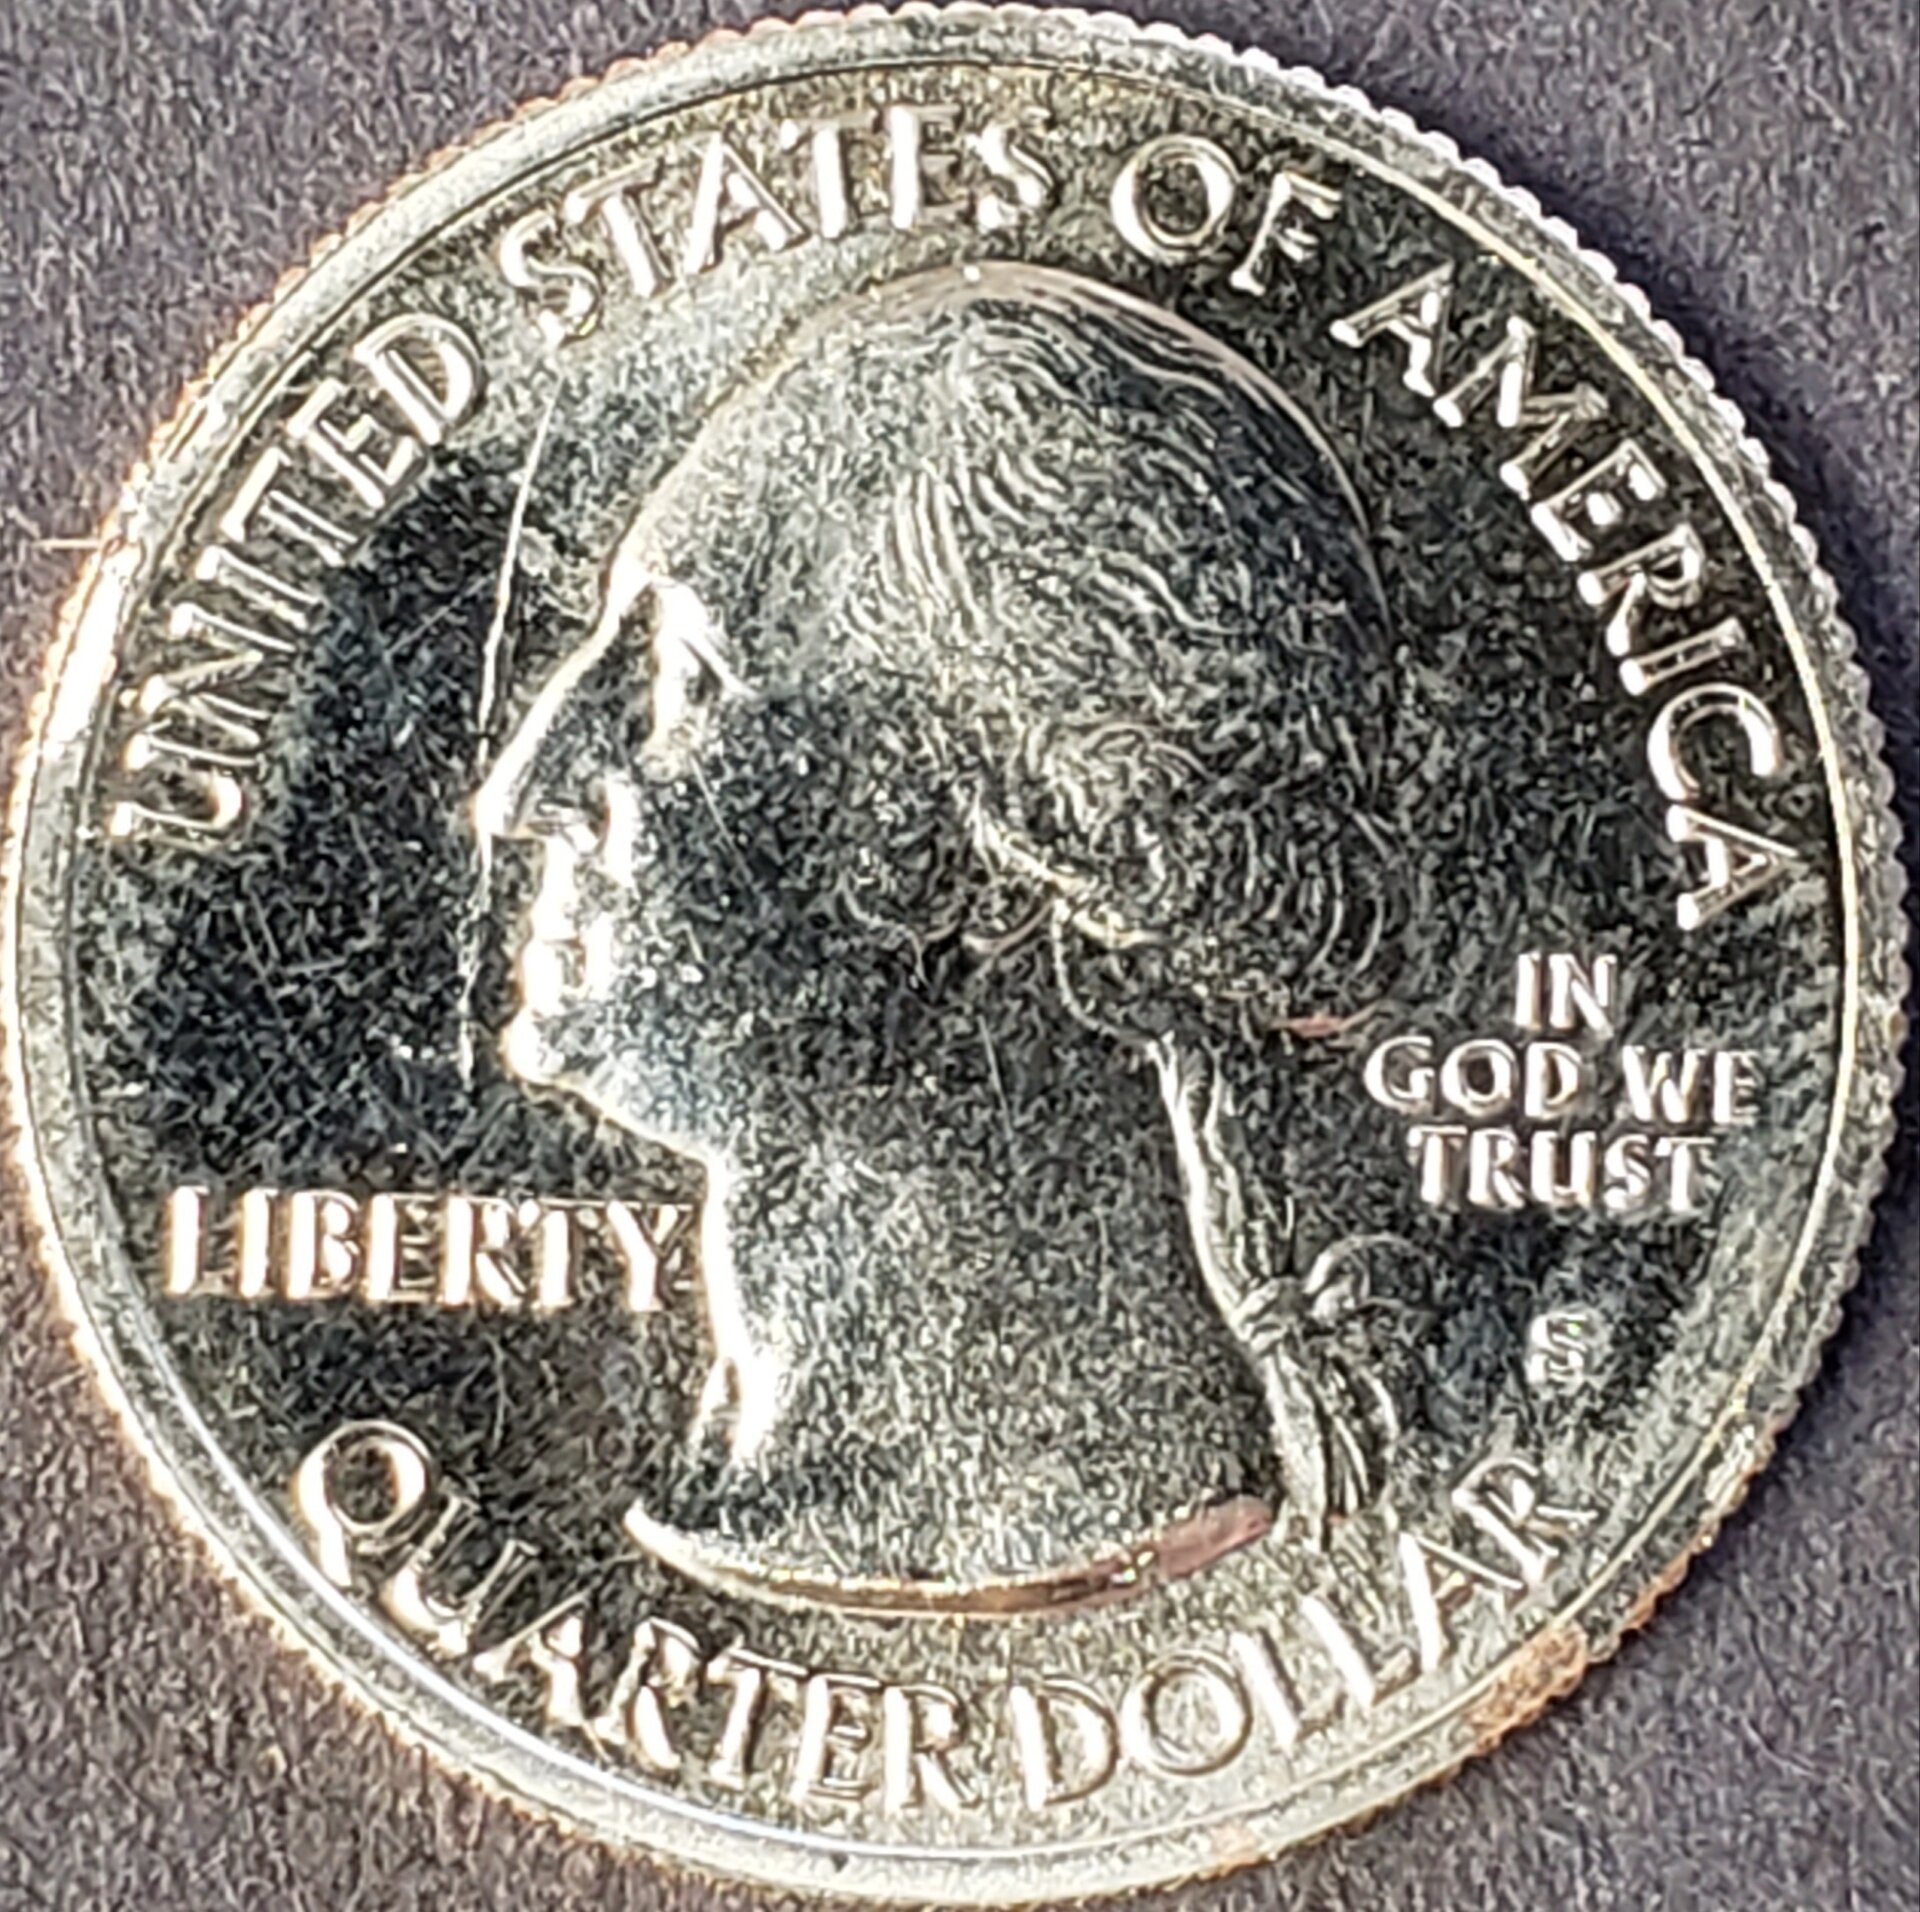 UNITED STATES OF AMERICA
LIBERTY
IN
GOD WE
TRUST
S
QUARTER DOLLAR